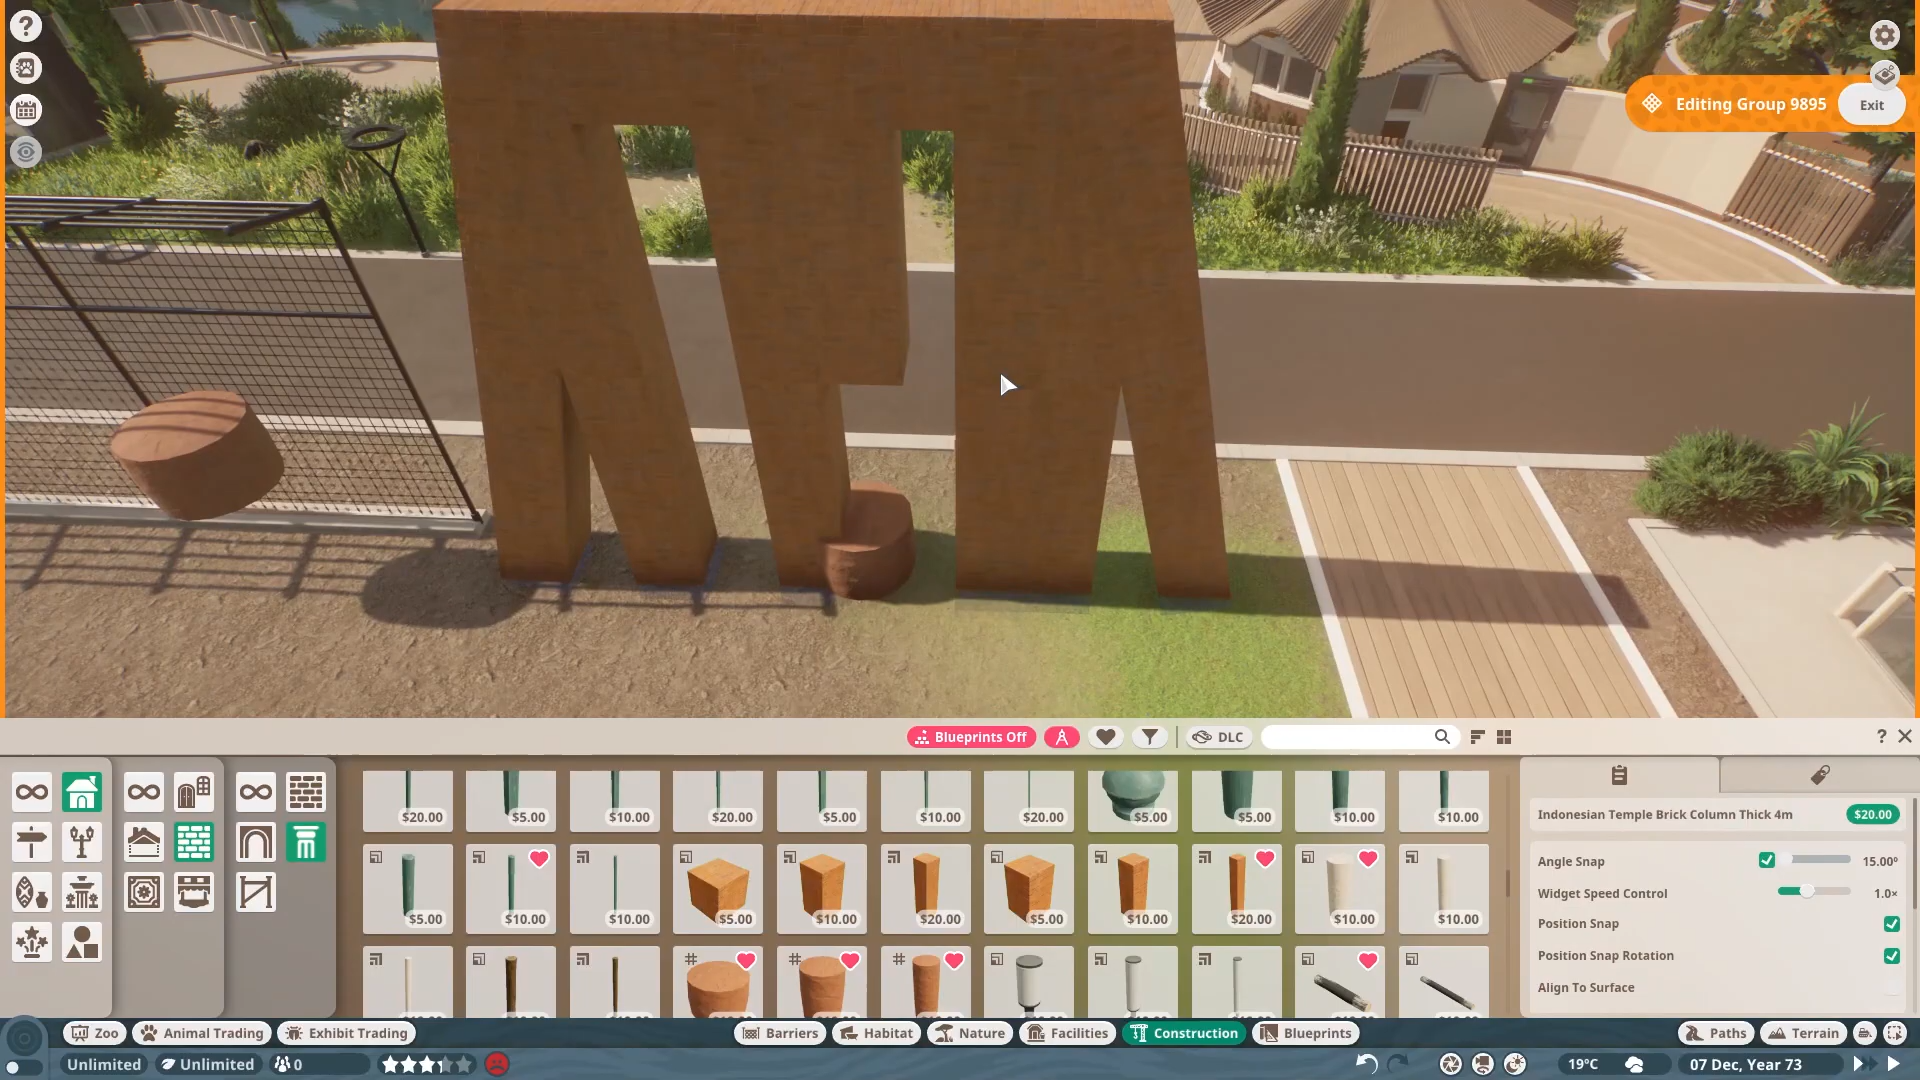 Editing Group 9895
Exit
Blueprints Off
DLC
$20.00 $5.00 $10.00 $20.00 $5.00 $10.00 $20.00 $5.00 $5.00 $10.00 $10.00
$5.00 $10.00 $10.00 $5.00 $10.00 $20.00 $5.00 $10.00 $20.00 $10.00 $10.00
Indonesian Temple Brick Column Thick 4m $20.00
Angle Snap 15.00°
Widget Speed Control 1.0×
Position Snap
Position Snap Rotation
Align To Surface
Zoo Animal Trading Exhibit Trading Barriers Habitat Nature Facilities Construction Blueprints Paths Terrain
Unlimited Unlimited 0 19°C 07 Dec, Year 73